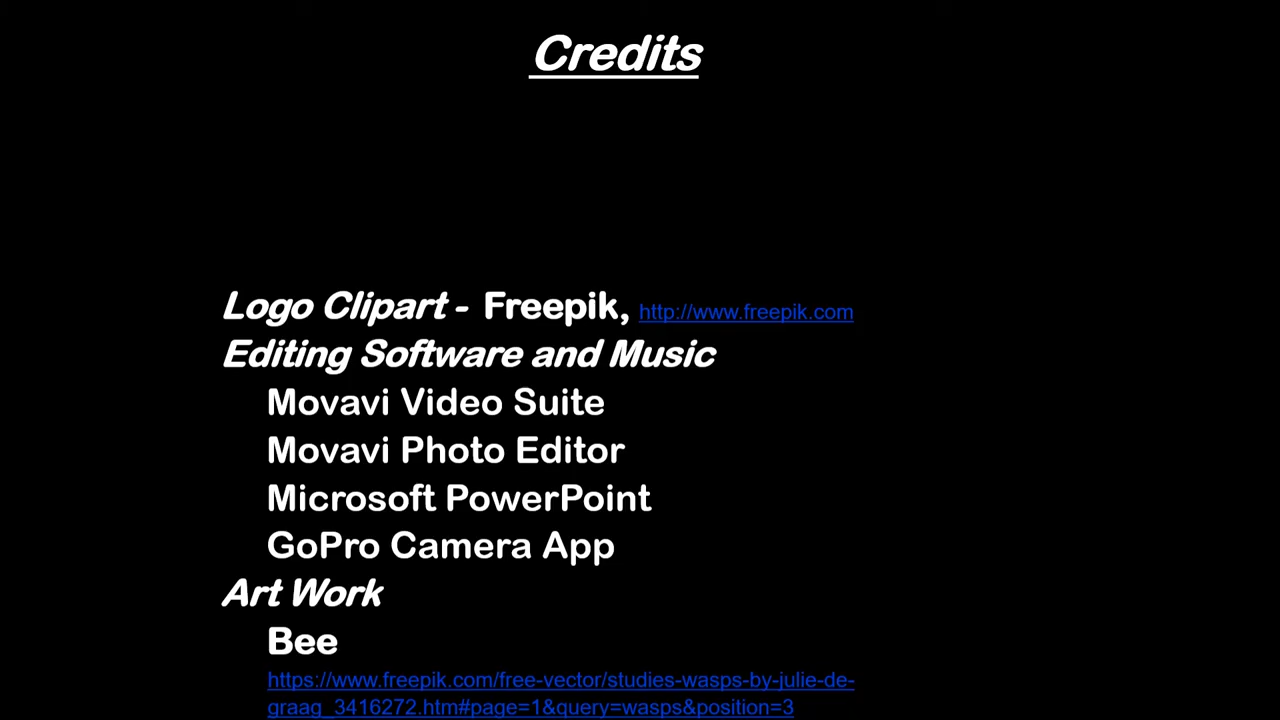 Credits
Logo Clipart - Freepik, http://www.freepik.com
Editing Software and Music
Movavi Video Suite
Movavi Photo Editor
Microsoft PowerPoint
GoPro Camera App
Art Work
Bee
https://www.freepik.com/free-vector/studies-wasps-by-julie-de-
graag_3416272.htm#page=1&query=wasps&position=3